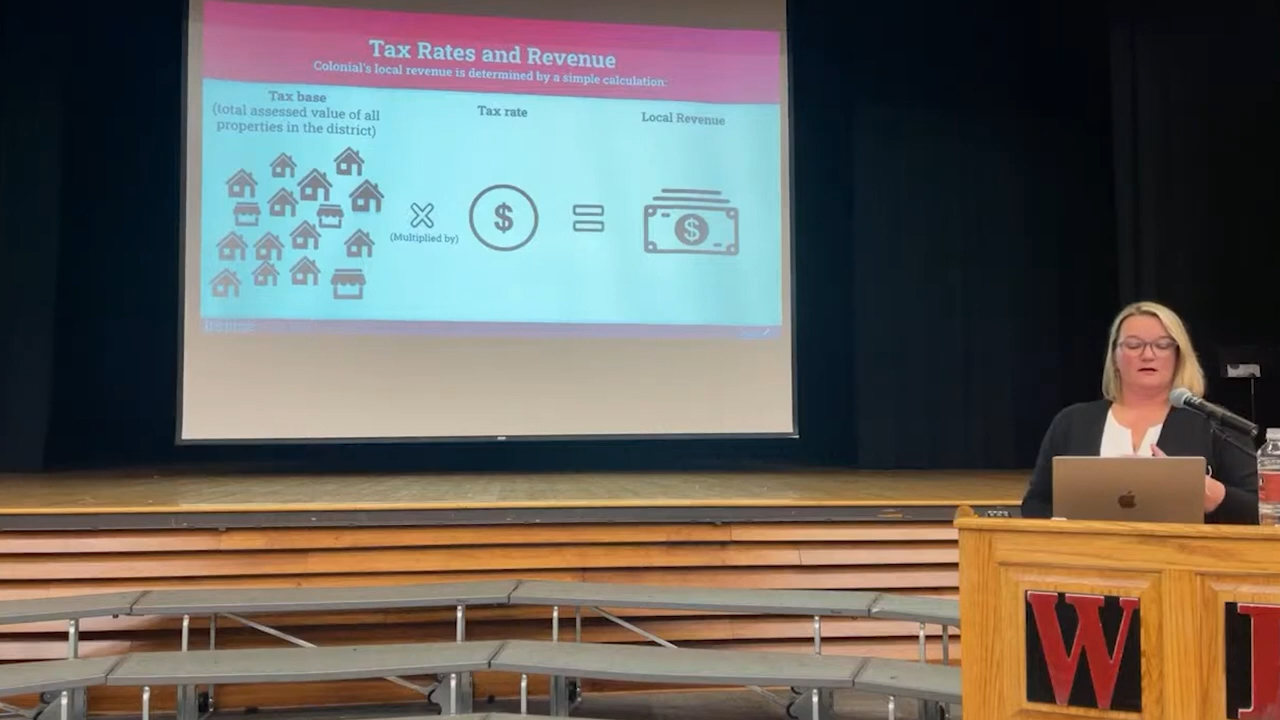 Tax Rates and Revenue
Colonial's local revenue is determined by a simple calculation:
Tax base
(total assessed value of all
properties in the district)
Tax rate
Local Revenue
$
$
(Multiplied by)
W